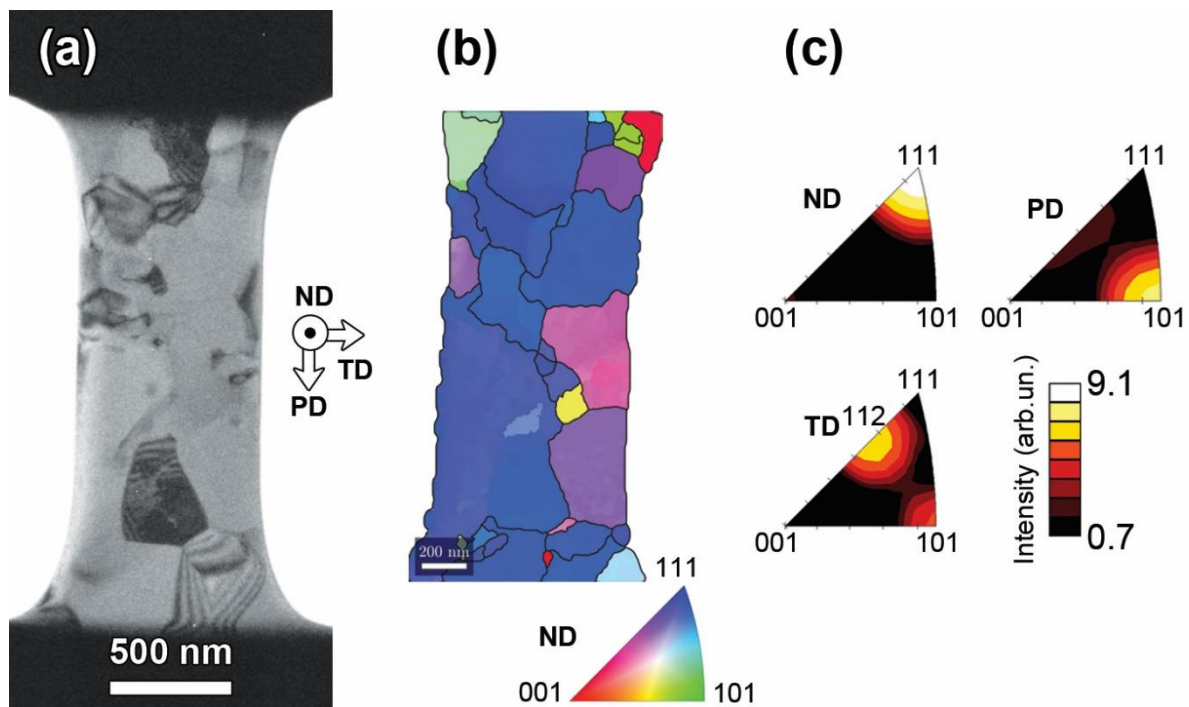 (a)
ND
TD
PD
500 nm
(b)
200 nm
111
ND
001
101
(c)
111
ND
001
101
111
PD
001
101
111
TD
112
001
101
Intensity (arb.un.)
9.1
0.7